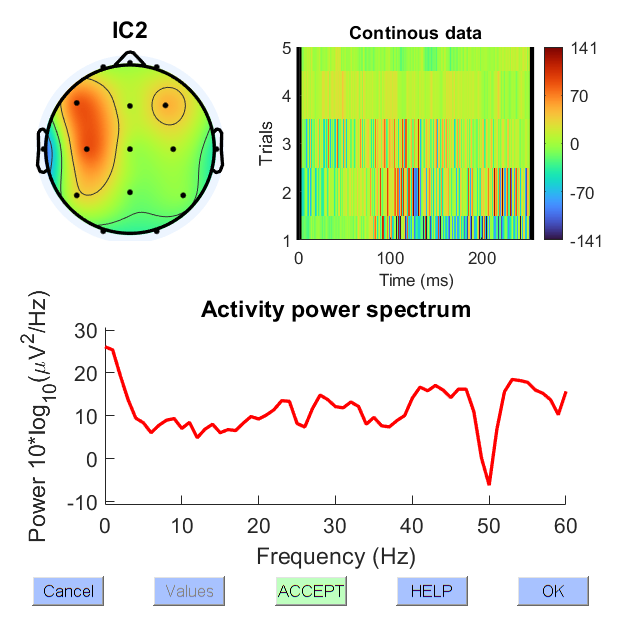 IC2
Continous data
5
4
3
2
1
Trials
0
100
200
Time (ms)
141
70
0
-70
-141
Activity power spectrum
30
20
10
0
-10
Power 10*log10(μV2/Hz)
0
10
20
30
40
50
60
Frequency (Hz)
Cancel
Values
ACCEPT
HELP
OK